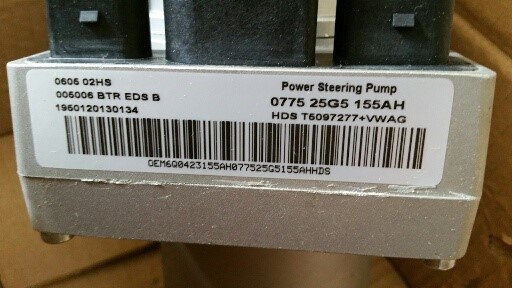 0605 02HS
005006 BTR EDS B
1950120130134
Power Steering Pump
0775 25G5 155AH
HDS T5097277+VWAG
OEM6Q0423155AH077525G5155AHHDS